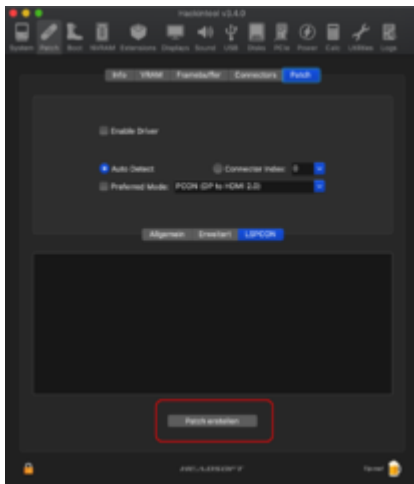 Hackintool v3.4.0
System Patch Boot NVRAM Extensions Displays Sound USB Disks PCIe Power Calc Utilities Logs
Info VRAM Framebuffer Connectors Patch
Enable Driver
Auto Detect Connector Index: 0
Preferred Mode: PCON (DP to HDMI 2.0)
Allgemein Erweitert LSPCON
Patch erstellen
HEADSOFT